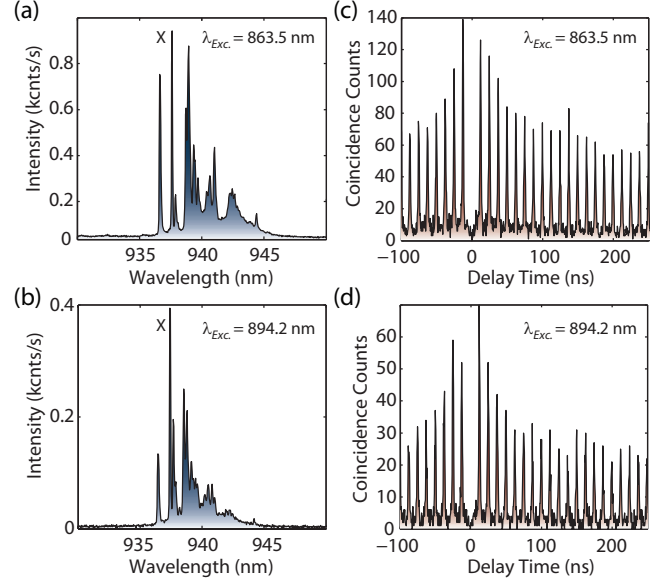 (a)
X
λExc. = 863.5 nm
Intensity (kcnts/s)
0.8
0.6
0.4
0.2
0
935
940
945
Wavelength (nm)
(c)
λExc. = 863.5 nm
Coincidence Counts
140
120
100
80
60
40
20
0
−100
0
100
200
Delay Time (ns)
(b)
X
λExc. = 894.2 nm
Intensity (kcnts/s)
0.4
0.2
0
935
940
945
Wavelength (nm)
(d)
λExc. = 894.2 nm
Coincidence Counts
60
50
40
30
20
10
0
-100
0
100
200
Delay Time (ns)